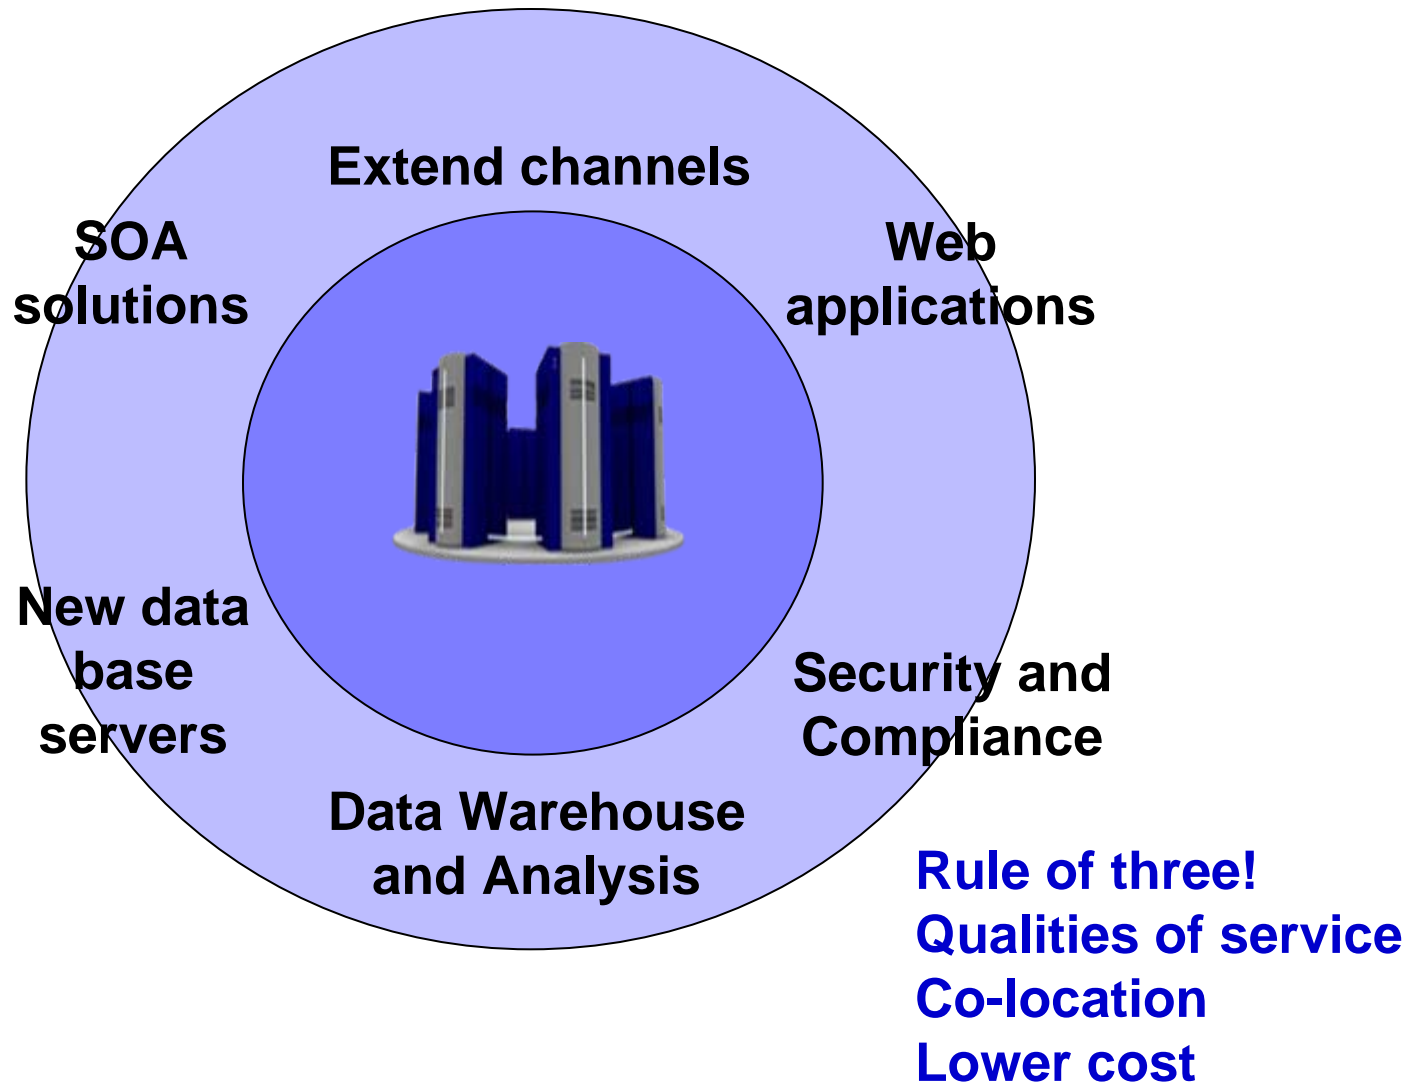 Extend channels
SOA
solutions
Web
applications
New data
base
servers
Security and
Compliance
Data Warehouse
and Analysis
Rule of three!
Qualities of service
Co-location
Lower cost